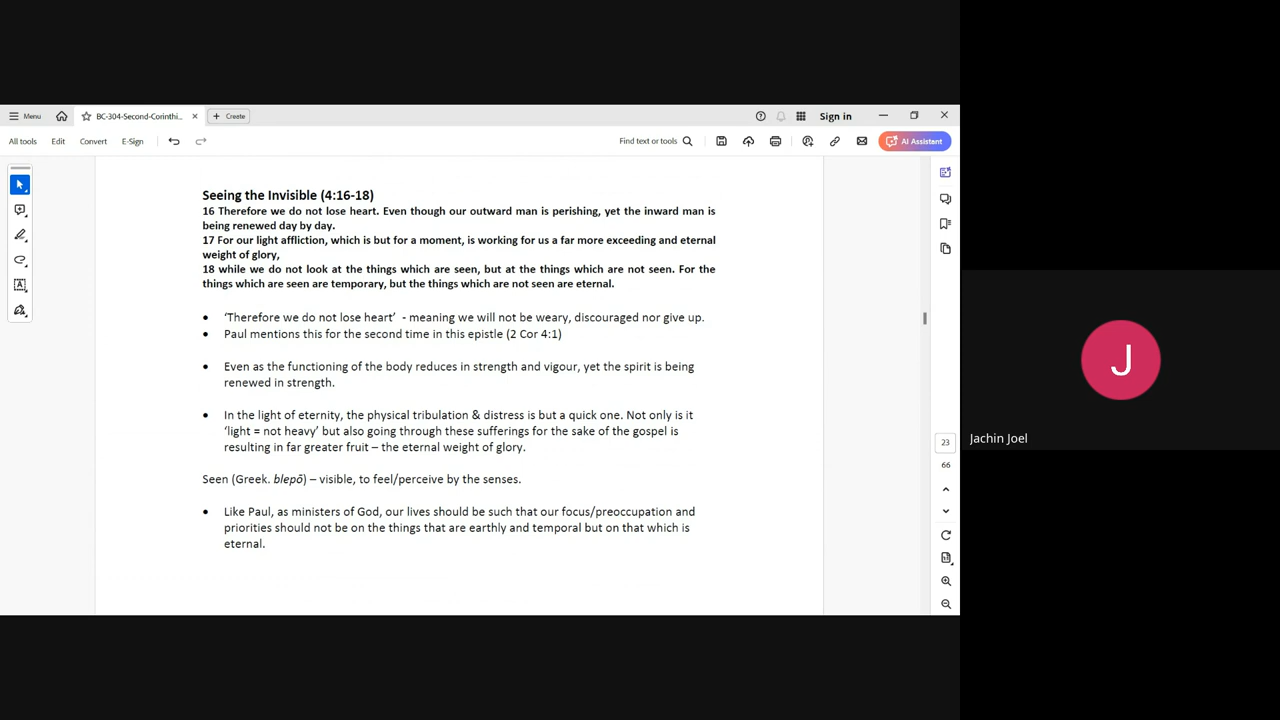 Menu
BC-304-Second-Corinthi...
Create
Sign in
All tools
Edit
Convert
E-Sign
Find text or tools
AI Assistant
Seeing the Invisible (4:16-18)
16 Therefore we do not lose heart. Even though our outward man is perishing, yet the inward man is
being renewed day by day.
17 For our light affliction, which is but for a moment, is working for us a far more exceeding and eternal
weight of glory,
18 while we do not look at the things which are seen, but at the things which are not seen. For the
things which are seen are temporary, but the things which are not seen are eternal.
• ‘Therefore we do not lose heart’ - meaning we will not be weary, discouraged nor give up.
• Paul mentions this for the second time in this epistle (2 Cor 4:1)
• Even as the functioning of the body reduces in strength and vigour, yet the spirit is being
renewed in strength.
• In the light of eternity, the physical tribulation & distress is but a quick one. Not only is it
‘light = not heavy’ but also going through these sufferings for the sake of the gospel is
resulting in far greater fruit – the eternal weight of glory.
Seen (Greek. blepō) – visible, to feel/perceive by the senses.
• Like Paul, as ministers of God, our lives should be such that our focus/preoccupation and
priorities should not be on the things that are earthly and temporal but on that which is
eternal.
23
66
J
Jachin Joel